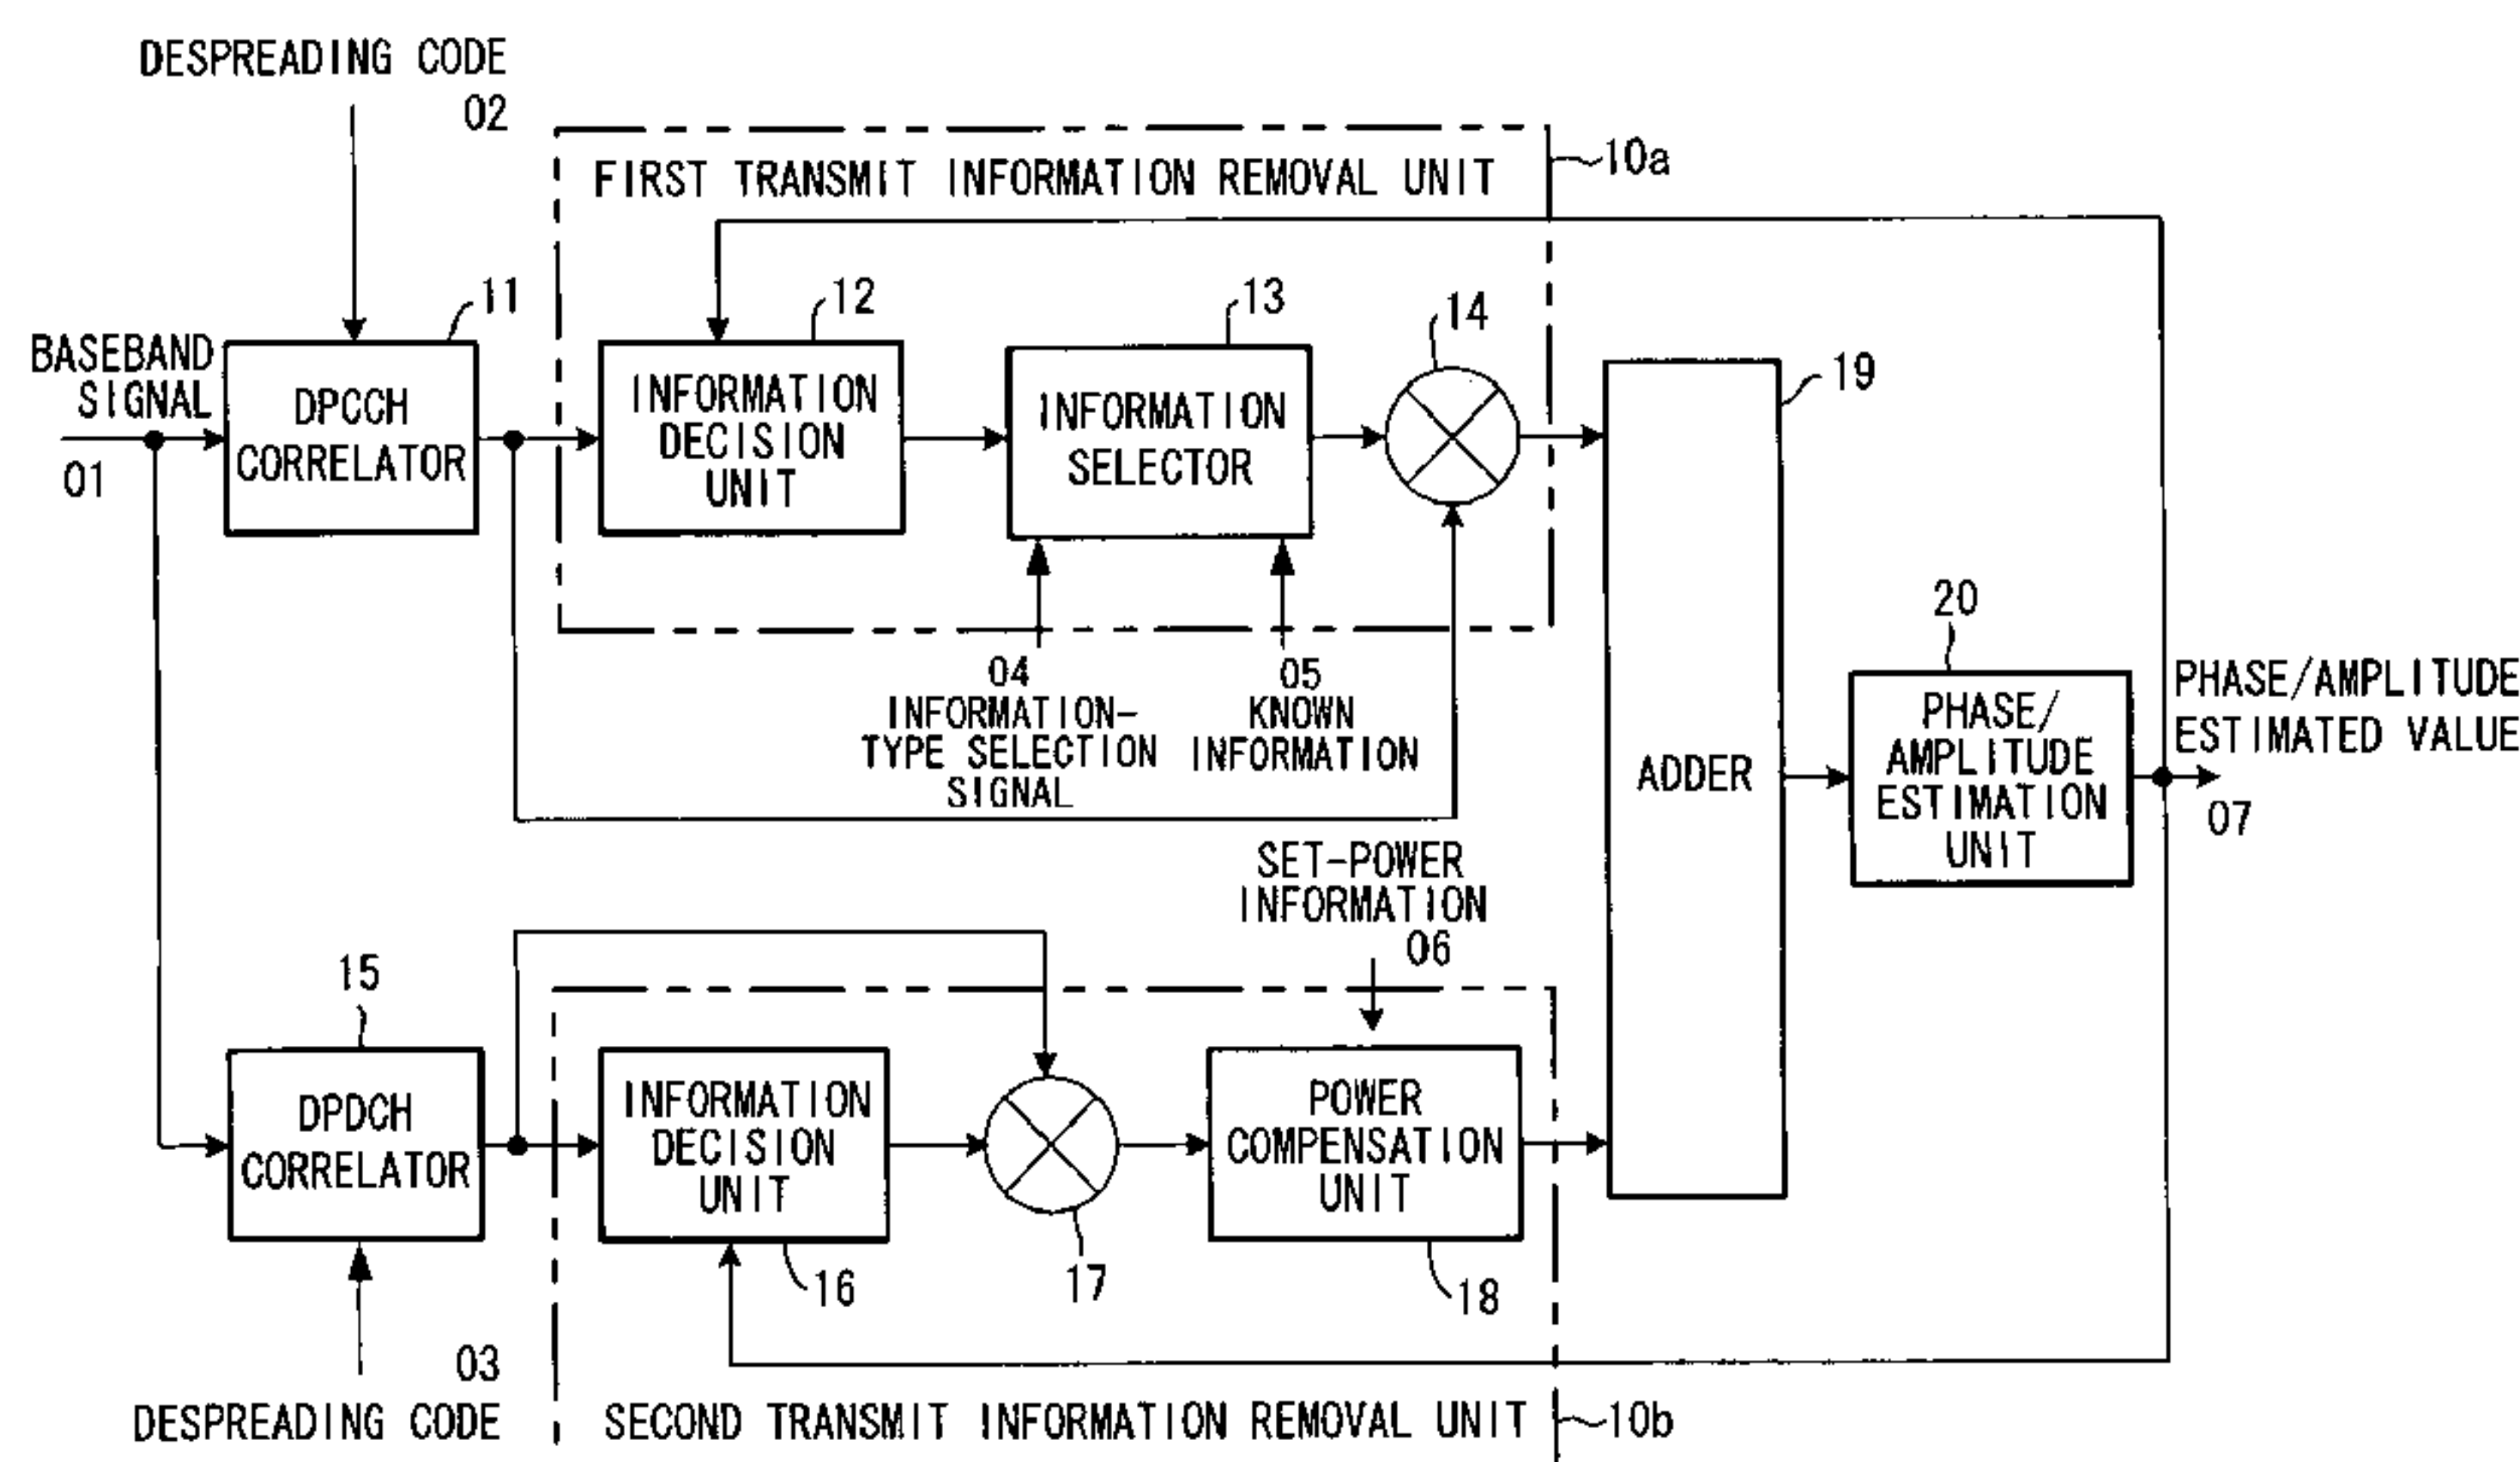 DESPREADING CODE
02
FIRST TRANSMIT INFORMATION REMOVAL UNIT
10a
BASEBAND
SIGNAL
01
11
DPCCH
CORRELATOR
12
INFORMATION
DECISION
UNIT
13
INFORMATION
SELECTOR
14
19
ADDER
04
INFORMATION-
TYPE SELECTION
SIGNAL
05
KNOWN
INFORMATION
20
PHASE/
AMPLITUDE
ESTIMATION
UNIT
PHASE/AMPLITUDE
ESTIMATED VALUE
07
SET-POWER
INFORMATION
06
15
DPDCH
CORRELATOR
INFORMATION
DECISION
UNIT
16
17
POWER
COMPENSATION
UNIT
18
03
DESPREADING CODE
SECOND TRANSMIT INFORMATION REMOVAL UNIT
10b